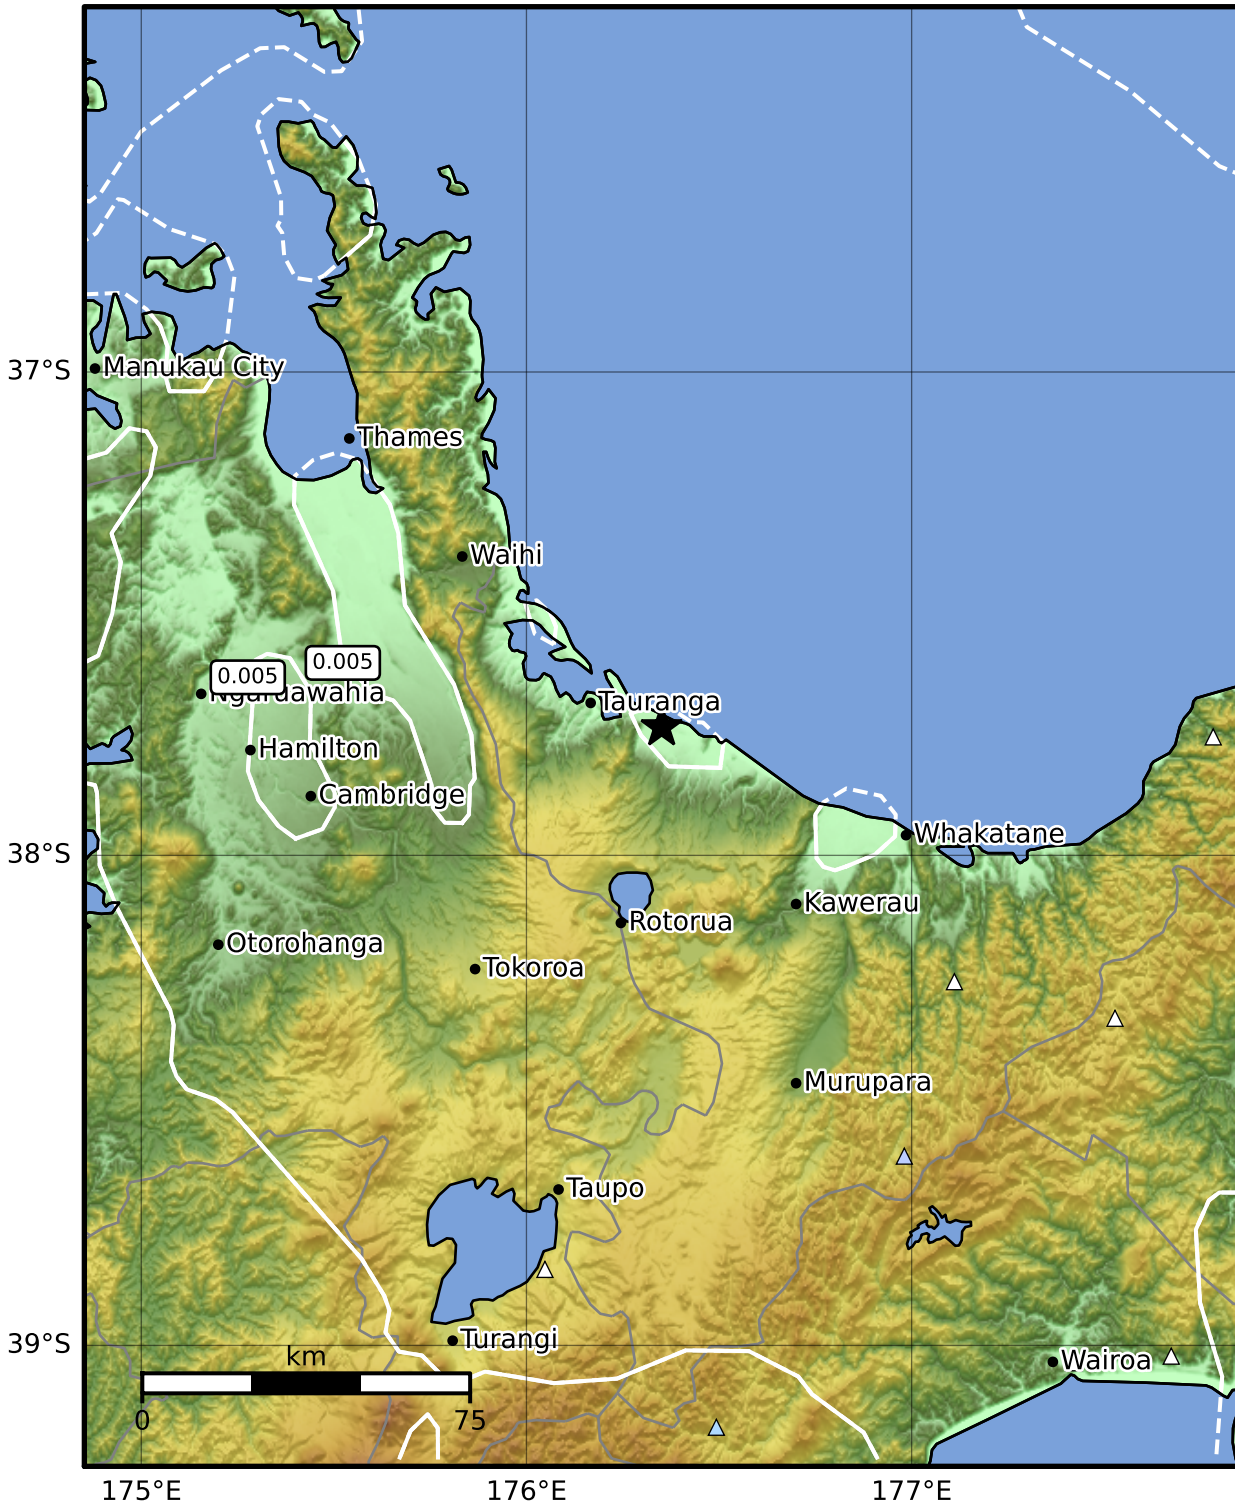 37°S
Manukau City
Thames
Waihi
0.005
0.005
Ngaruawahia
Tauranga
Hamilton
Cambridge
Whakatane
38°S
Kawerau
Rotorua
Otorohanga
Tokoroa
Murupara
Taupo
39°S
Turangi
Wairoa
km
0
75
175°E
176°E
177°E